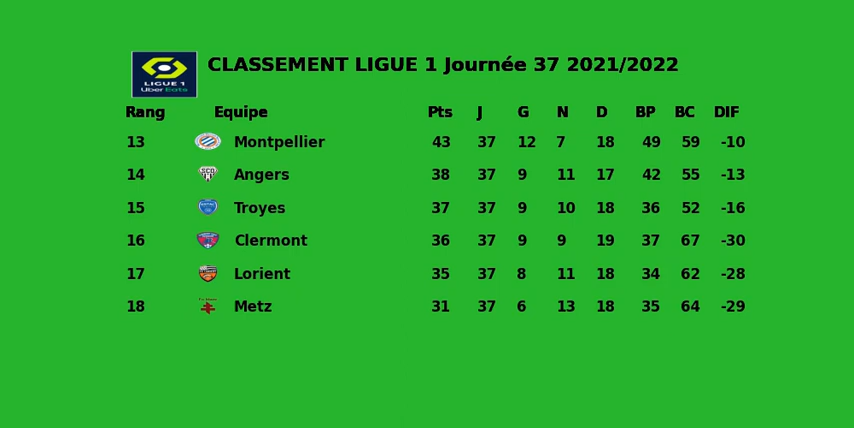 CLASSEMENT LIGUE 1 Journée 37 2021/2022
LIGUE 1
Uber Eats
Rang Equipe Pts J G N D BP BC DIF
13 Montpellier 43 37 12 7 18 49 59 -10
14 SCO Angers 38 37 9 11 17 42 55 -13
15 Troyes 37 37 9 10 18 36 52 -16
16 Clermont 36 37 9 9 19 37 67 -30
17 Lorient 35 37 8 11 18 34 62 -28
18 Metz 31 37 6 13 18 35 64 -29